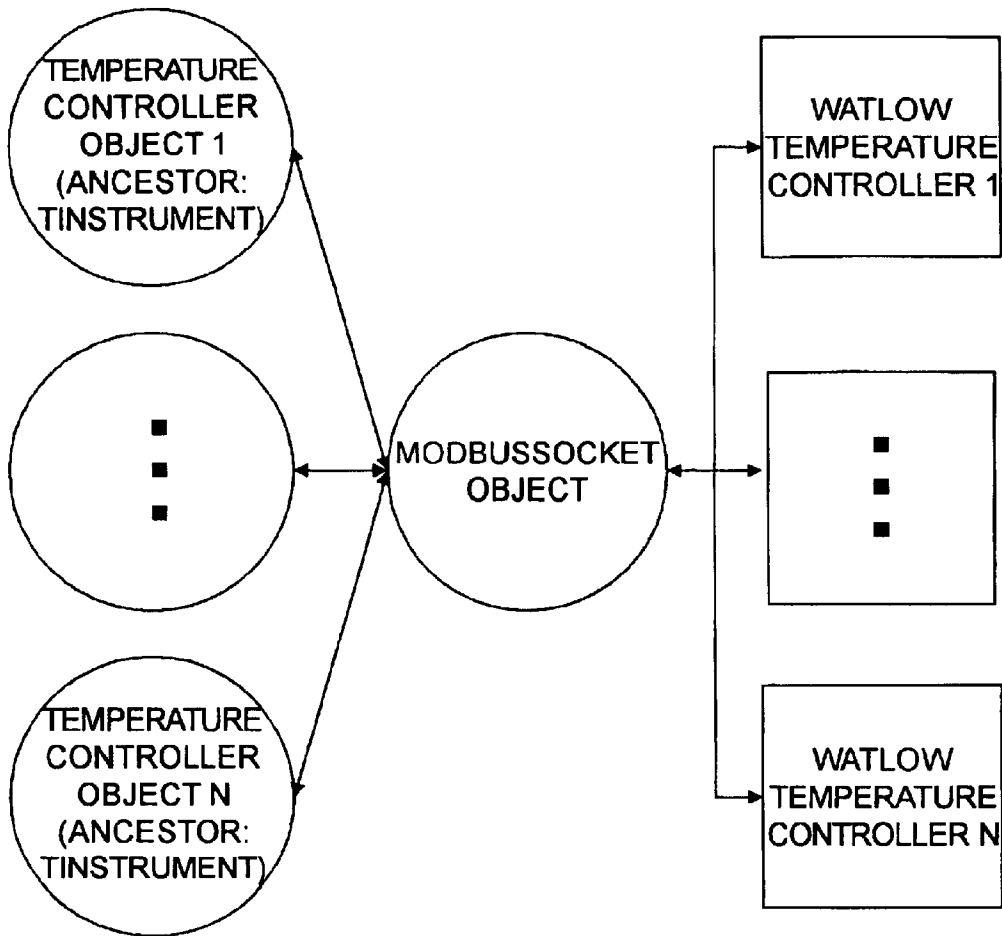 TEMPERATURE
CONTROLLER
OBJECT 1
(ANCESTOR:
TINSTRUMENT)
WATLOW
TEMPERATURE
CONTROLLER 1
MODBUSSOCKET
OBJECT
TEMPERATURE
CONTROLLER
OBJECT N
(ANCESTOR:
TINSTRUMENT)
WATLOW
TEMPERATURE
CONTROLLER N